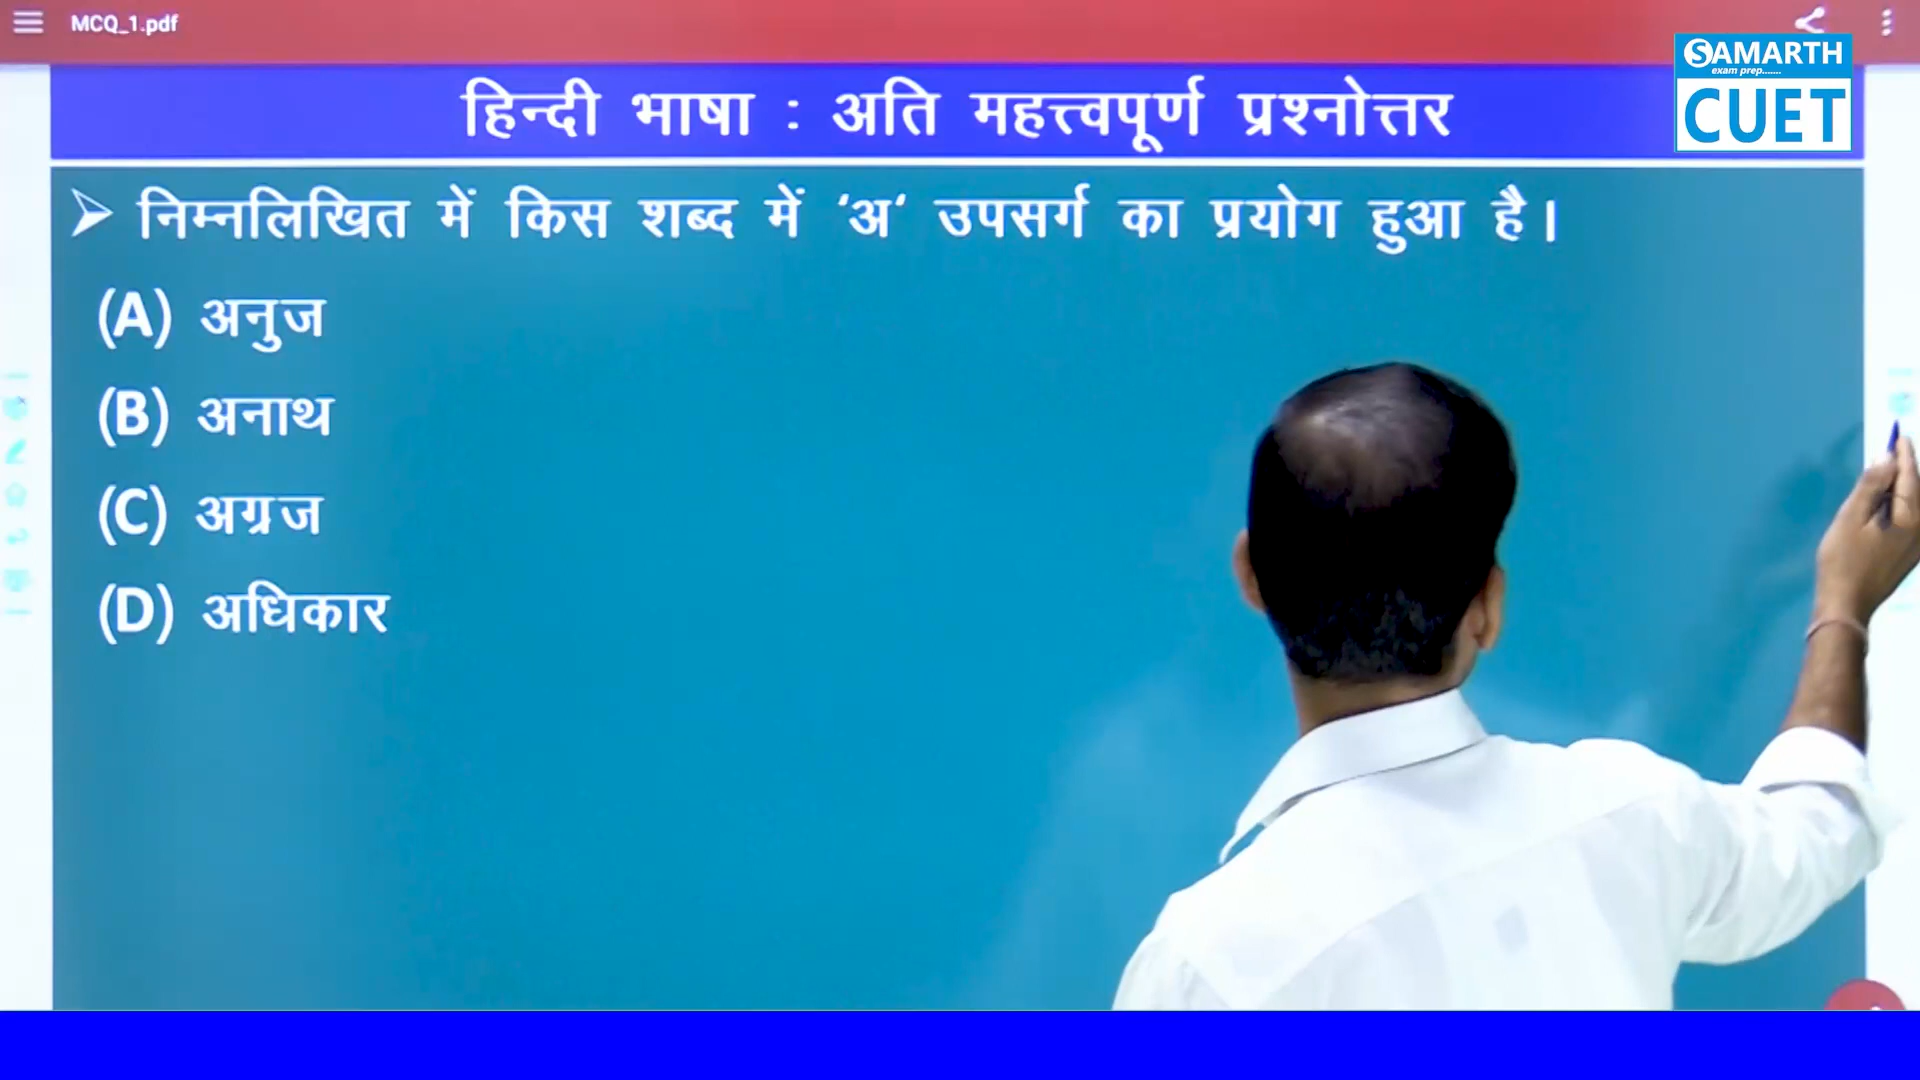 MCQ_1.pdf
SAMARTH
exam prep.......
CUET
हिन्दी भाषा : अति महत्त्वपूर्ण प्रश्नोत्तर
➢ निम्नलिखित में किस शब्द में ‘अ‘ उपसर्ग का प्रयोग हुआ है।
(A) अनुज
(B) अनाथ
(C) अग्रज
(D) अधिकार